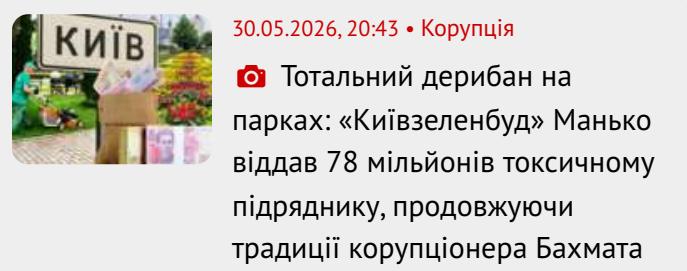 КИЇВ
30.05.2026, 20:43 • Корупція
Тотальний дерибан на
парках: «Київзеленбуд» Манько
віддав 78 мільйонів токсичному
підряднику, продовжуючи
традиції корупціонера Бахмата